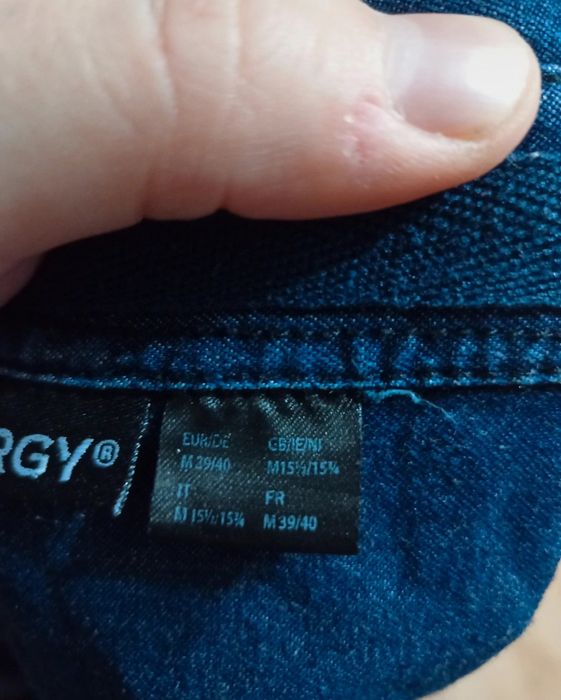 RGY®
EUR/DE GB/IE/NI
M 39/40 M15½/15¾
IT FR
M 15½/15¾ M 39/40